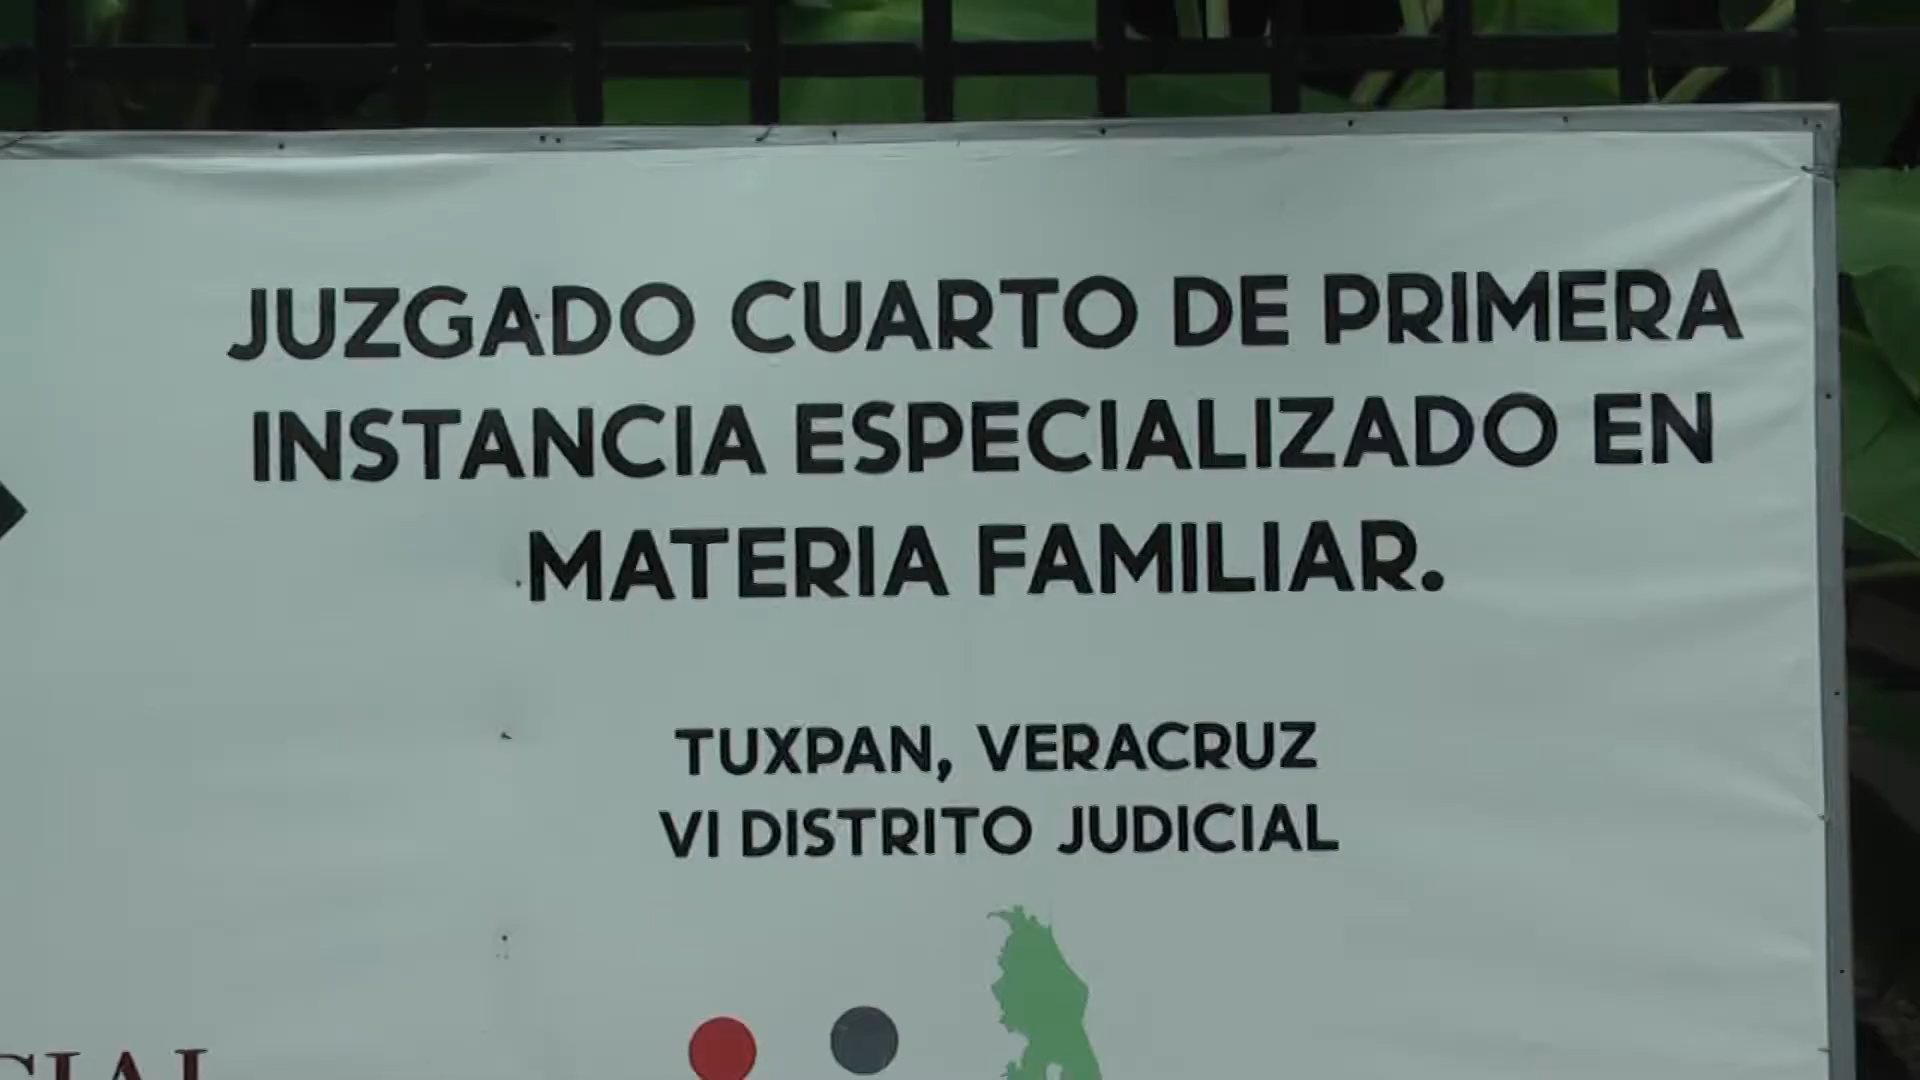 JUZGADO CUARTO DE PRIMERA
INSTANCIA ESPECIALIZADO EN
MATERIA FAMILIAR.
TUXPAN, VERACRUZ
VI DISTRITO JUDICIAL